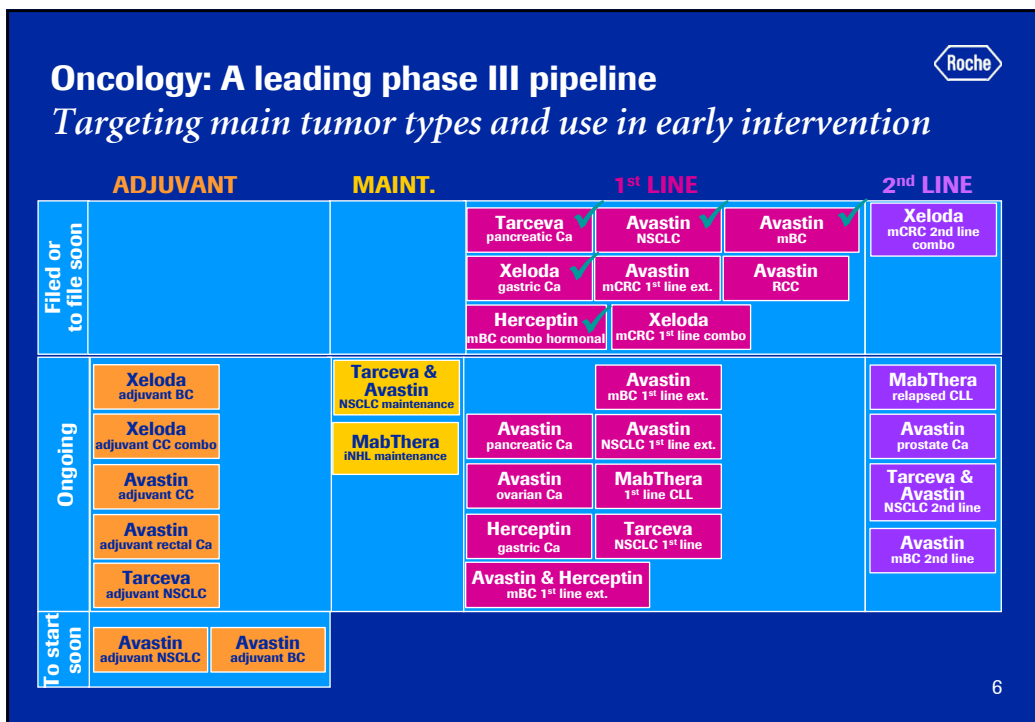 Oncology: A leading phase III pipeline
Targeting main tumor types and use in early intervention
Roche
ADJUVANT
MAINT.
1st LINE
2nd LINE
Filed or
to file soon
Tarceva
pancreatic Ca
Avastin
NSCLC
Avastin
mBC
Xeloda
mCRC 2nd line
combo
Xeloda
gastric Ca
Avastin
mCRC 1st line ext.
Avastin
RCC
Herceptin
mBC combo hormonal
Xeloda
mCRC 1st line combo
Ongoing
Xeloda
adjuvant BC
Tarceva &
Avastin
NSCLC maintenance
Avastin
mBC 1st line ext.
MabThera
relapsed CLL
Xeloda
adjuvant CC combo
MabThera
iNHL maintenance
Avastin
pancreatic Ca
Avastin
NSCLC 1st line ext.
Avastin
prostate Ca
Avastin
adjuvant CC
Avastin
ovarian Ca
MabThera
1st line CLL
Tarceva &
Avastin
NSCLC 2nd line
Avastin
adjuvant rectal Ca
Herceptin
gastric Ca
Tarceva
NSCLC 1st line
Avastin
mBC 2nd line
Tarceva
adjuvant NSCLC
Avastin & Herceptin
mBC 1st line ext.
To start
soon
Avastin
adjuvant NSCLC
Avastin
adjuvant BC
6